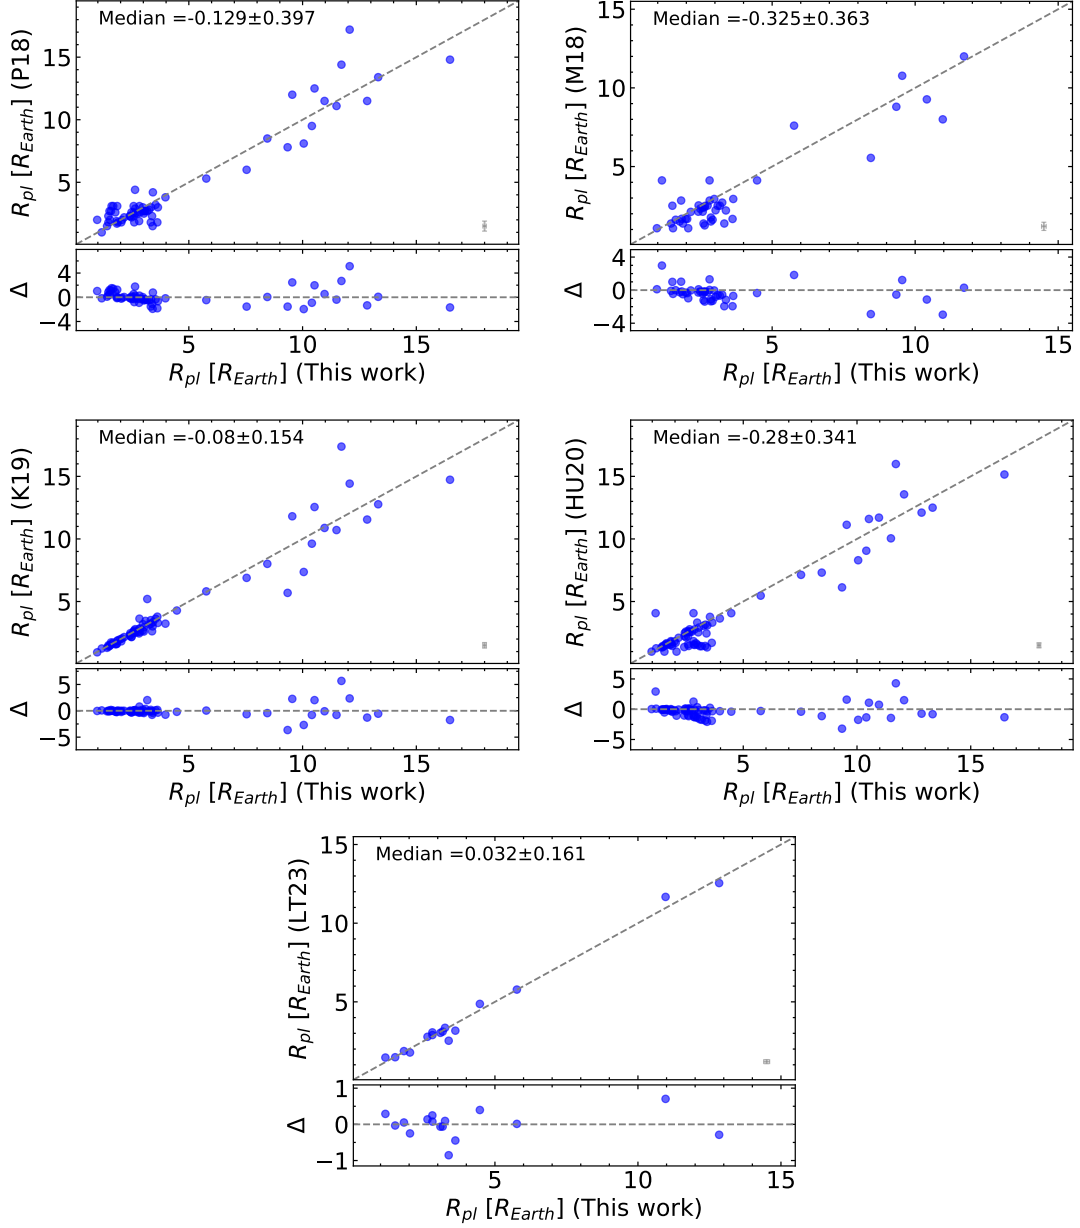 Median =-0.129±0.397
R_pl [R_Earth] (P18)
15
10
5
Δ
4
0
−4
5
10
15
R_pl [R_Earth] (This work)
Median =-0.325±0.363
R_pl [R_Earth] (M18)
15
10
5
Δ
4
0
−4
5
10
15
R_pl [R_Earth] (This work)
Median =-0.08±0.154
R_pl [R_Earth] (K19)
15
10
5
Δ
5
0
−5
5
10
15
R_pl [R_Earth] (This work)
Median =-0.28±0.341
R_pl [R_Earth] (HU20)
15
10
5
Δ
5
0
−5
5
10
15
R_pl [R_Earth] (This work)
Median =0.032±0.161
R_pl [R_Earth] (LT23)
15
10
5
Δ
1
0
−1
5
10
15
R_pl [R_Earth] (This work)